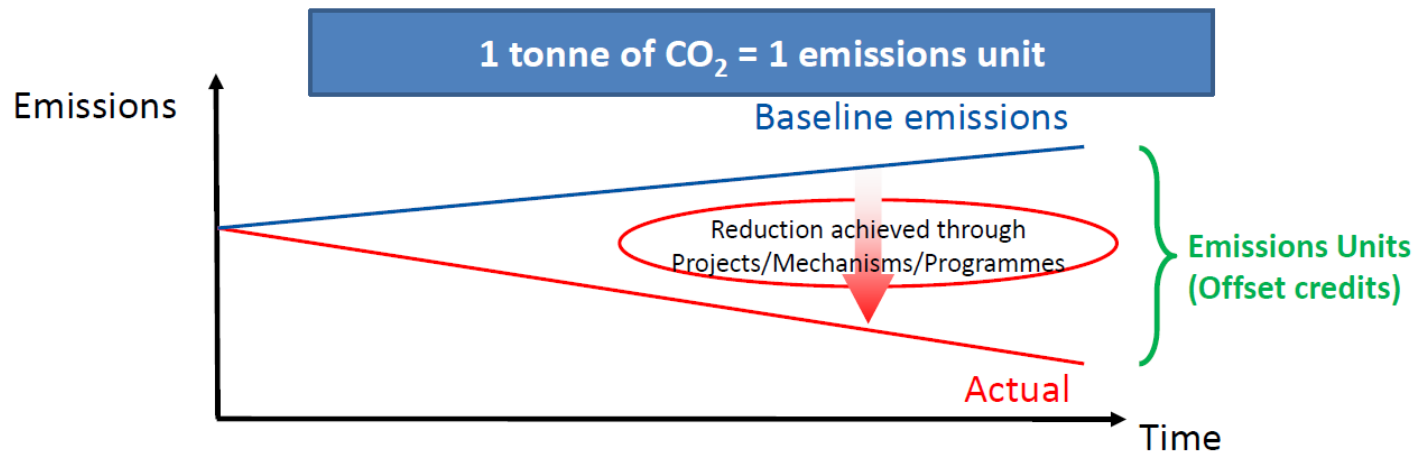 1 tonne of CO₂ = 1 emissions unit
Emissions
Baseline emissions
Reduction achieved through
Projects/Mechanisms/Programmes
Emissions Units
(Offset credits)
Actual
Time